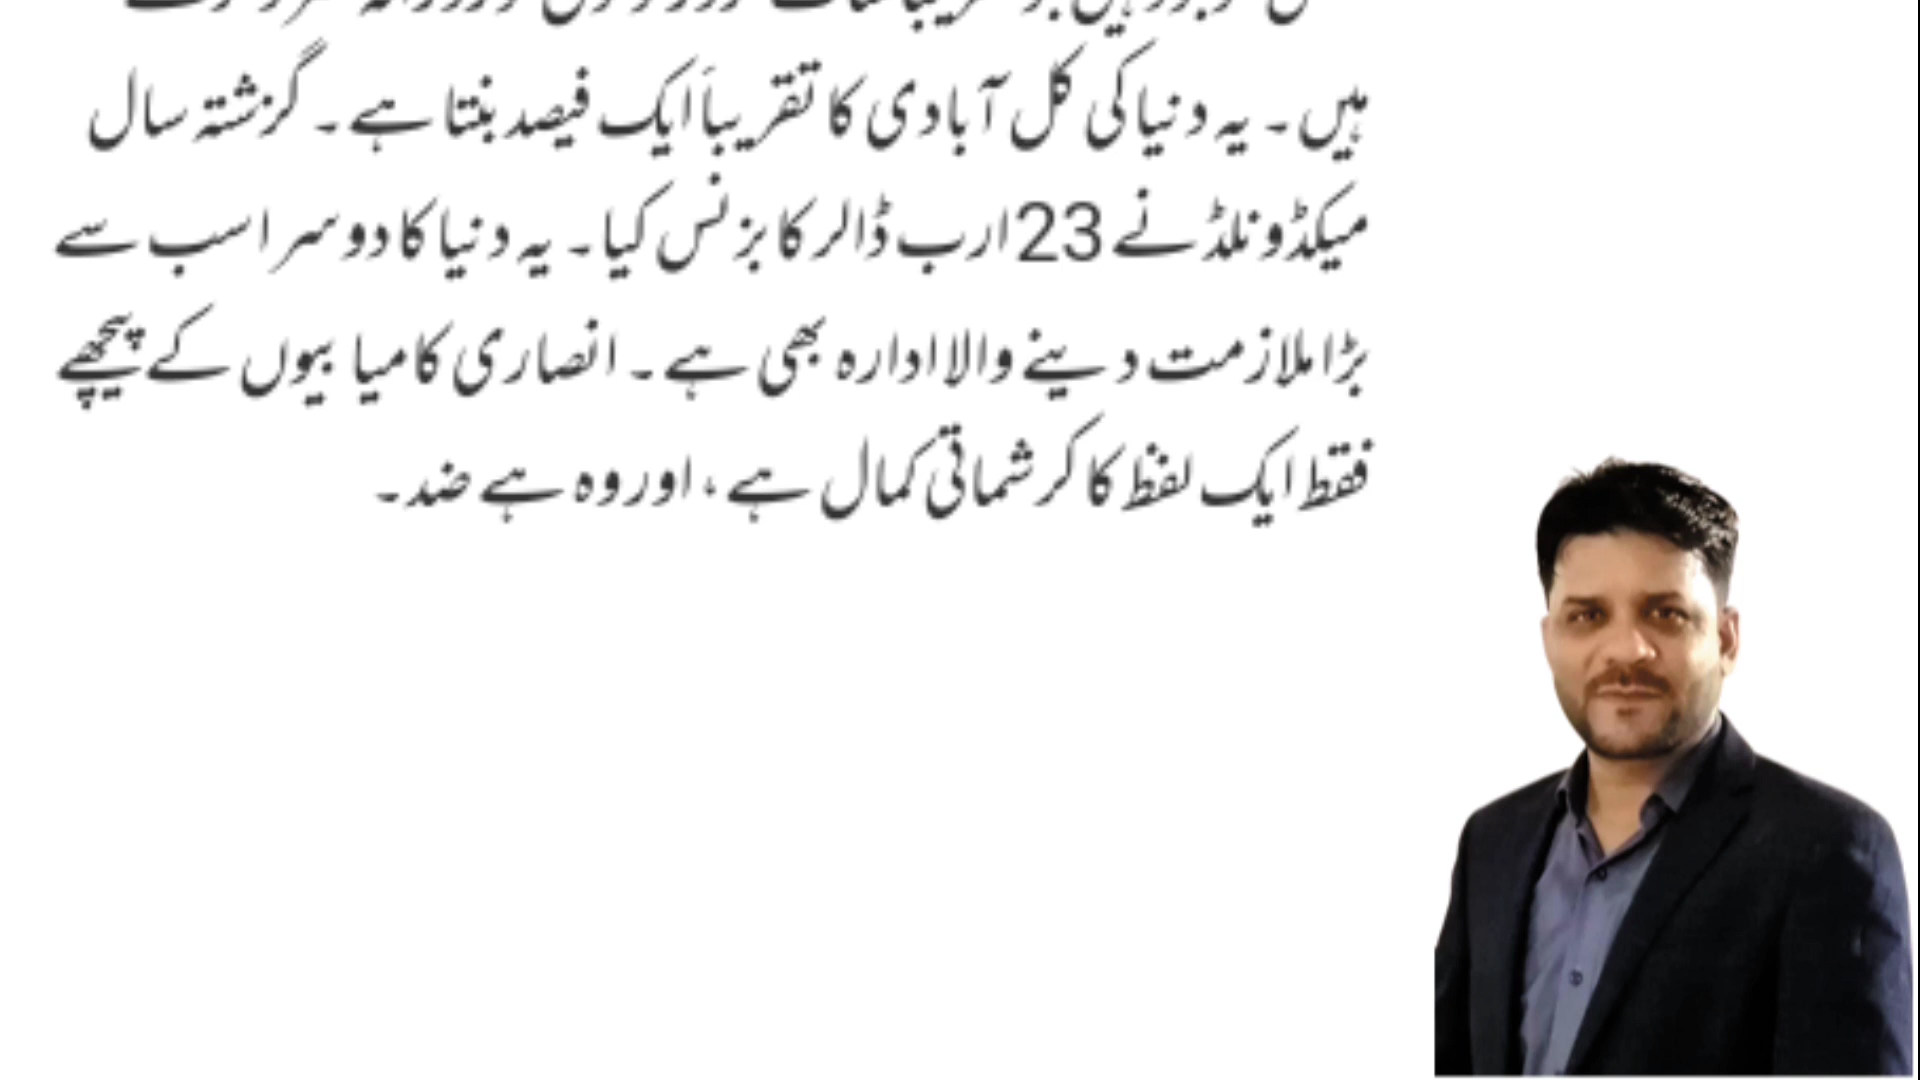 ہیں۔ یہ دنیا کی کل آبادی کا تقریباََ ایک فیصد بنتا ہے۔ گزشتہ سال
میکڈونلڈ نے 23 ارب ڈالر کا بزنس کیا۔ یہ دنیا کا دوسرا سب سے
بڑا ملازمت دینے والا ادارہ بھی ہے۔ انصاری کامیابیوں کے پیچھے
فقط ایک لفظ کا کرشماتی کمال ہے، اور وہ ہے ضد۔